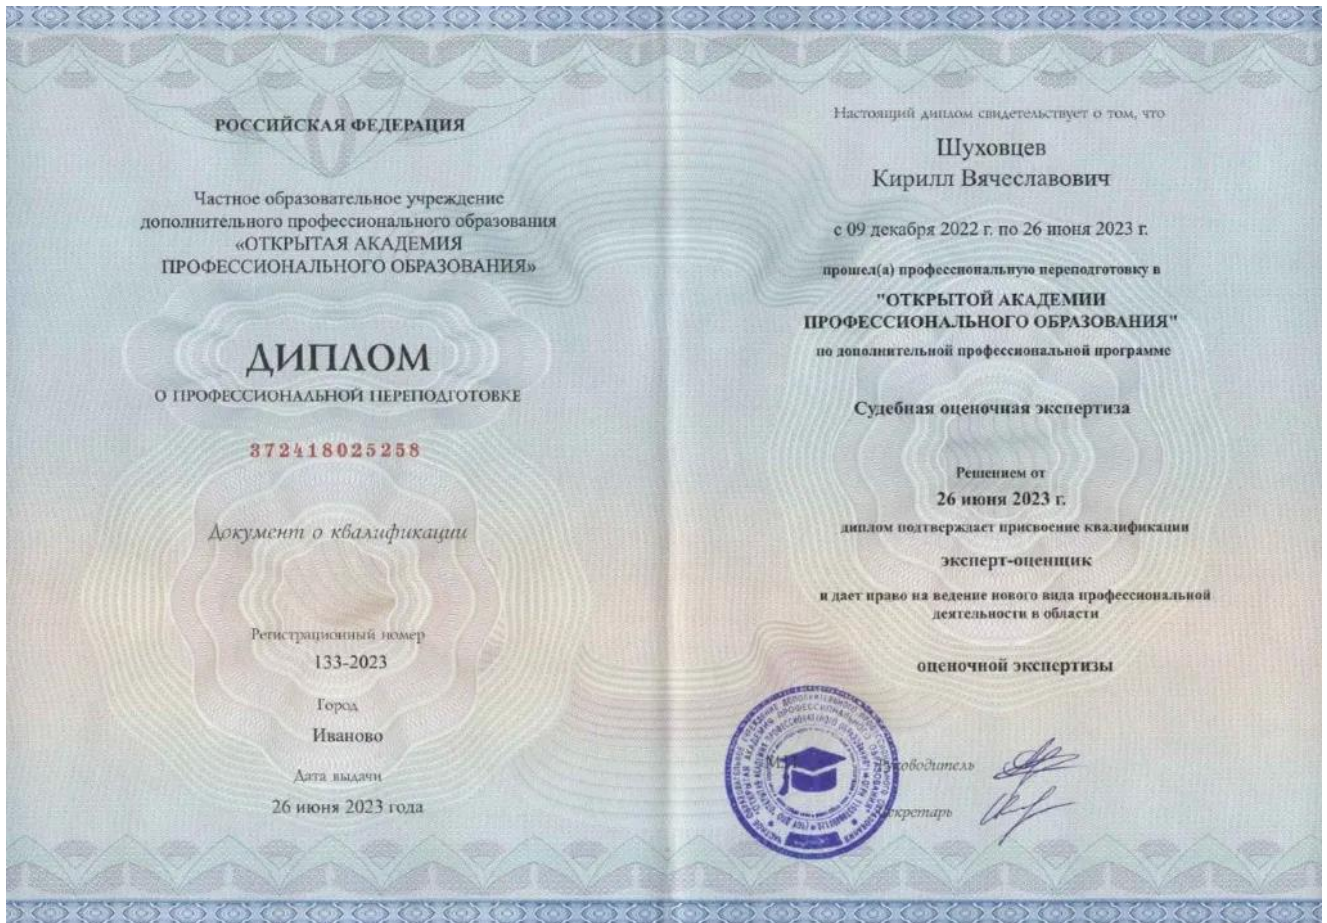 РОССИЙСКАЯ ФЕДЕРАЦИЯ
Частное образовательное учреждение
дополнительного профессионального образования
«ОТКРЫТАЯ АКАДЕМИЯ
ПРОФЕССИОНАЛЬНОГО ОБРАЗОВАНИЯ»
ДИПЛОМ
О ПРОФЕССИОНАЛЬНОЙ ПЕРЕПОДГОТОВКЕ
372418025258
Документ о квалификации
Регистрационный номер
133-2023
Город
Иваново
Дата выдачи
26 июня 2023 года
Настоящий диплом свидетельствует о том, что
Шуховцев
Кирилл Вячеславович
с 09 декабря 2022 г. по 26 июня 2023 г.
прошел(а) профессиональную переподготовку в
"ОТКРЫТОЙ АКАДЕМИИ
ПРОФЕССИОНАЛЬНОГО ОБРАЗОВАНИЯ"
по дополнительной профессиональной программе
Судебная оценочная экспертиза
Решением от
26 июня 2023 г.
диплом подтверждает присвоение квалификации
эксперт-оценщик
и дает право на ведение нового вида профессиональной
деятельности в области
оценочной экспертизы
Руководитель
Секретарь